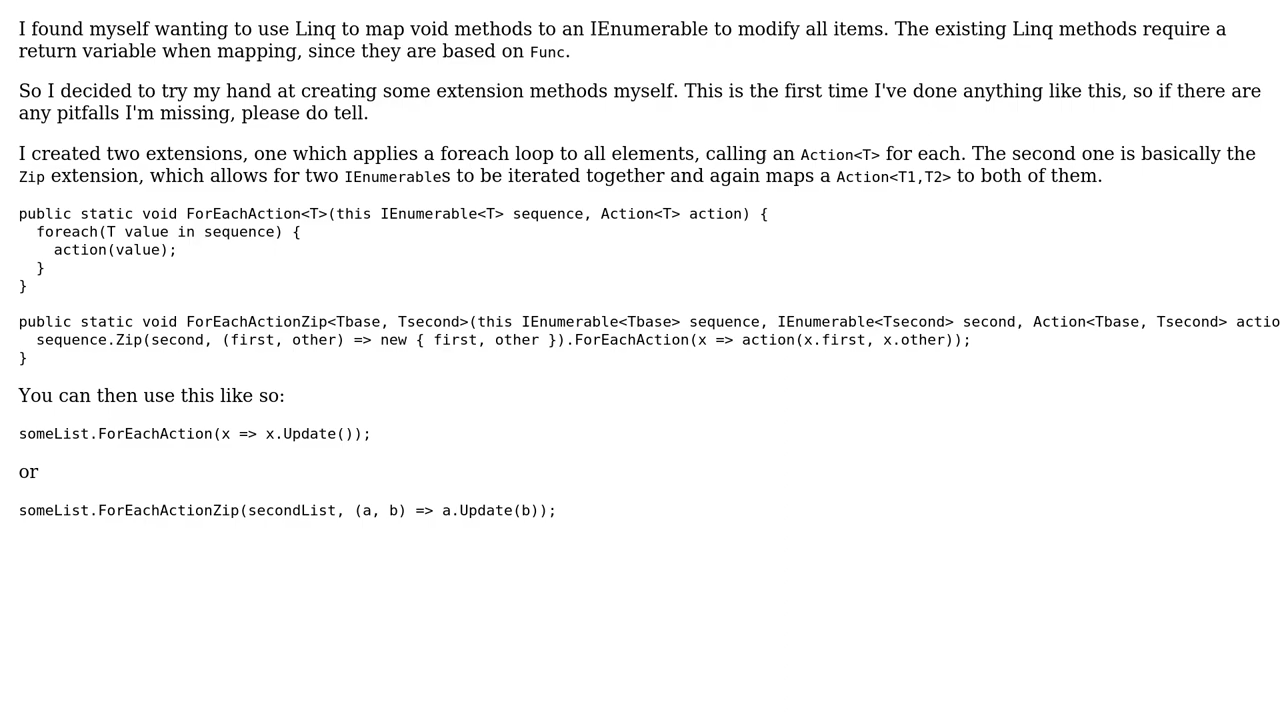 I found myself wanting to use Linq to map void methods to an IEnumerable to modify all items. The existing Linq methods require a
return variable when mapping, since they are based on Func.
So I decided to try my hand at creating some extension methods myself. This is the first time I've done anything like this, so if there are
any pitfalls I'm missing, please do tell.
I created two extensions, one which applies a foreach loop to all elements, calling an Action<T> for each. The second one is basically the
Zip extension, which allows for two IEnumerables to be iterated together and again maps a Action<T1,T2> to both of them.
public static void ForEachAction<T>(this IEnumerable<T> sequence, Action<T> action) {
  foreach(T value in sequence) {
    action(value);
  }
}
public static void ForEachActionZip<Tbase, Tsecond>(this IEnumerable<Tbase> sequence, IEnumerable<Tsecond> second, Action<Tbase, Tsecond> actio
  sequence.Zip(second, (first, other) => new { first, other }).ForEachAction(x => action(x.first, x.other));
}
You can then use this like so:
someList.ForEachAction(x => x.Update());
or
someList.ForEachActionZip(secondList, (a, b) => a.Update(b));